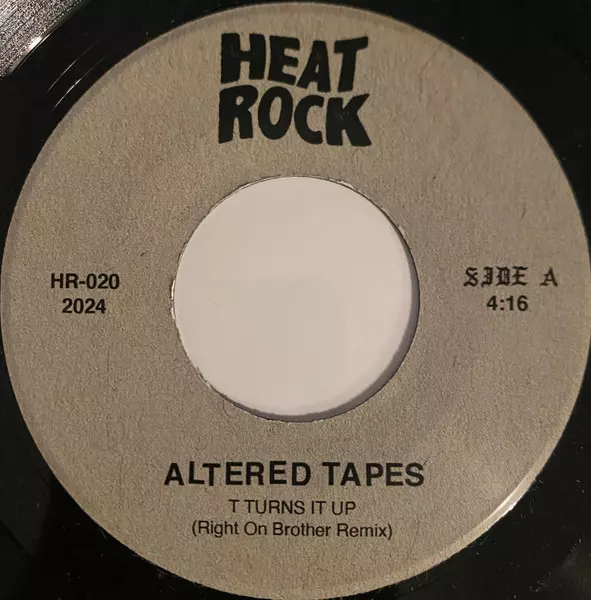 HEAT
ROCK
HR-020
2024
SIDE A
4:16
ALTERED TAPES
T TURNS IT UP
(Right On Brother Remix)